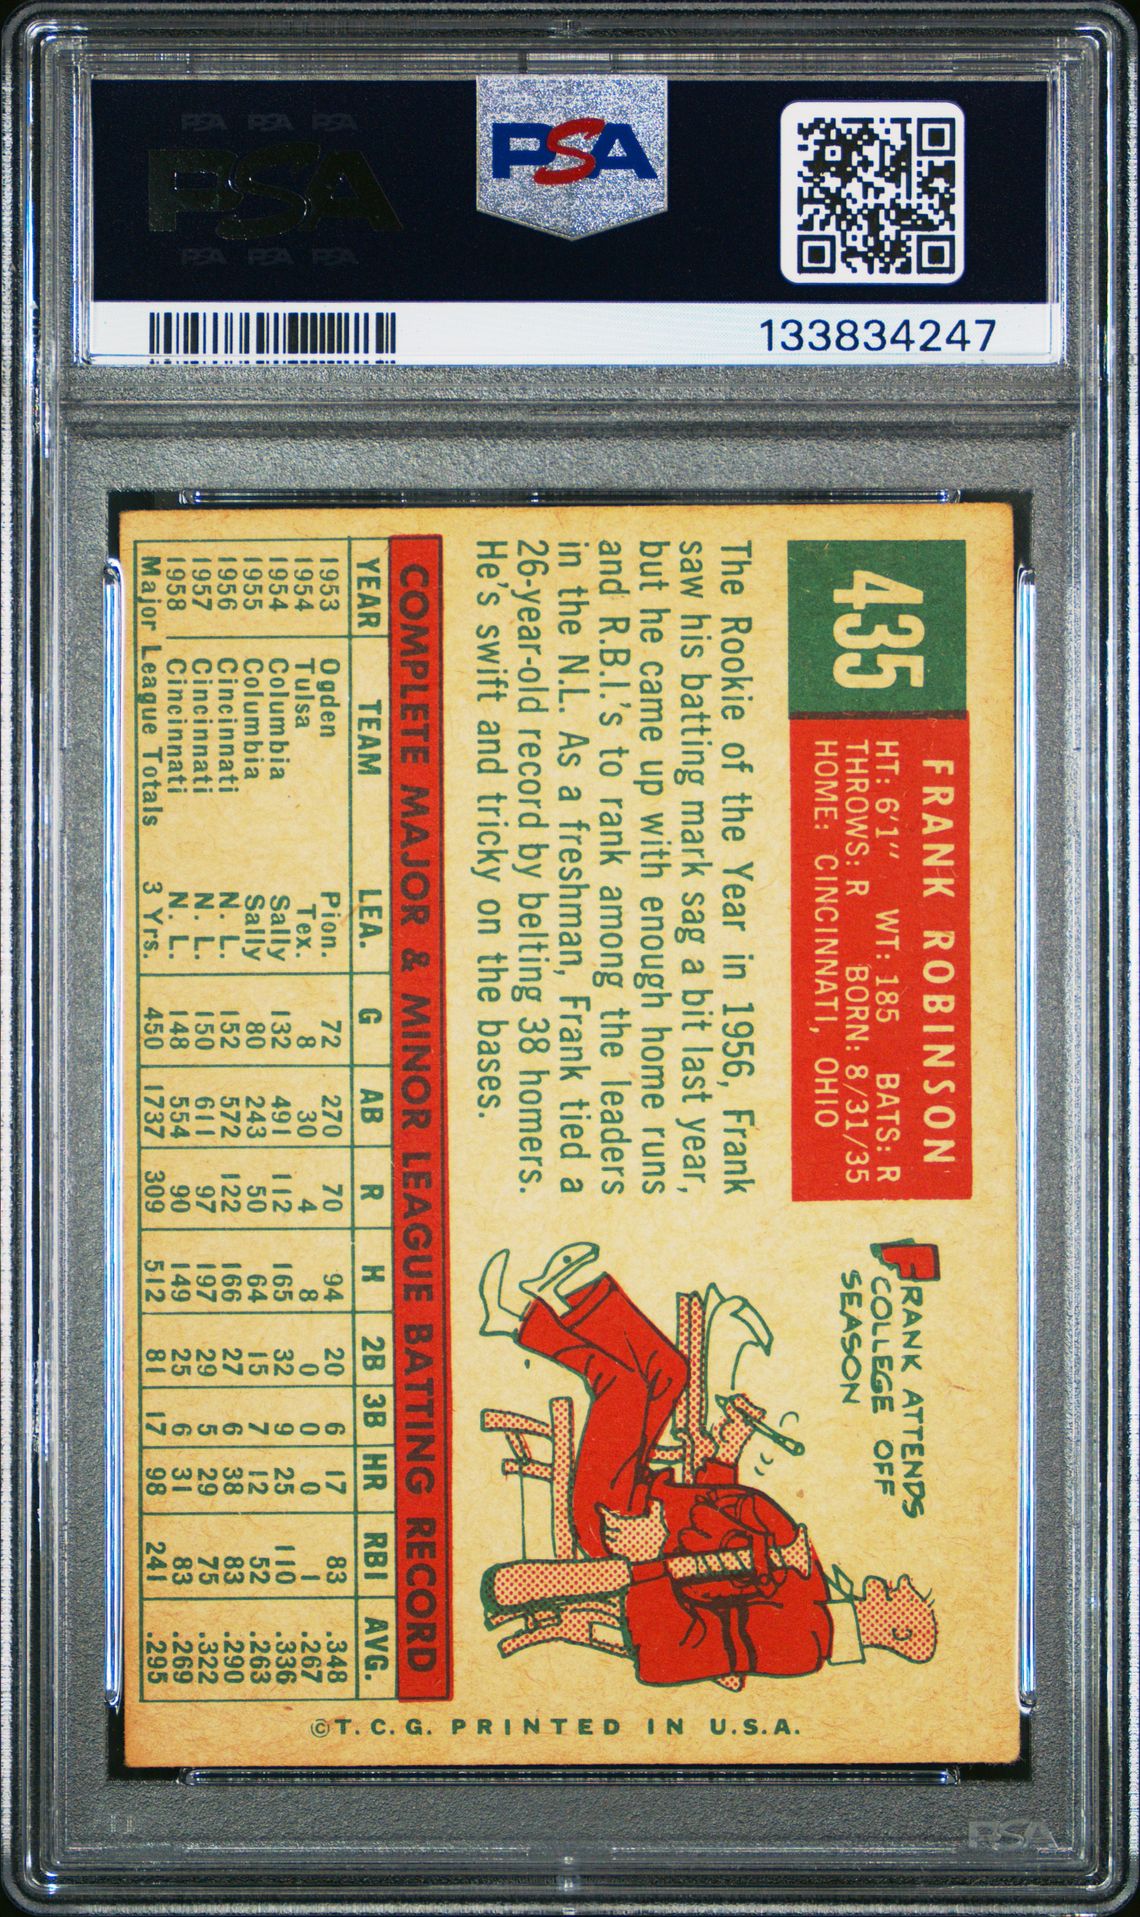 PSA PSA PSA
PSA
PSA PSA PSA
PSA
133834247
435
FRANK ROBINSON
HT: 6'1" WT: 185 BATS: R
THROWS: R BORN: 8/31/35
HOME: CINCINNATI, OHIO
The Rookie of the Year in 1956, Frank
saw his batting mark sag a bit last year,
but he came up with enough home runs
and R.B.I.'s to rank among the leaders
in the N.L. As a freshman, Frank tied a
26-year-old record by belting 38 homers.
He's swift and tricky on the bases.
FRANK ATTENDS
COLLEGE OFF
SEASON
COMPLETE MAJOR & MINOR LEAGUE BATTING RECORD
YEAR TEAM LEA. G AB R H 2B 3B HR RBI AVG.
1953 Ogden Pion. 72 270 70 94 20 6 17 83 .348
1954 Tulsa Tex. 8 30 4 8 0 0 0 1 .267
1954 Columbia Sally 132 491 112 165 32 9 25 110 .336
1955 Columbia Sally 80 243 50 64 15 7 12 52 .263
1956 Cincinnati N. L. 152 572 122 166 27 6 38 83 .290
1957 Cincinnati N. L. 150 611 97 197 29 5 29 75 .322
1958 Cincinnati N. L. 148 554 90 149 25 6 31 83 .269
Major League Totals 3 Yrs. 450 1737 309 512 81 17 98 241 .295
©T.C.G. PRINTED IN U.S.A.
PSA